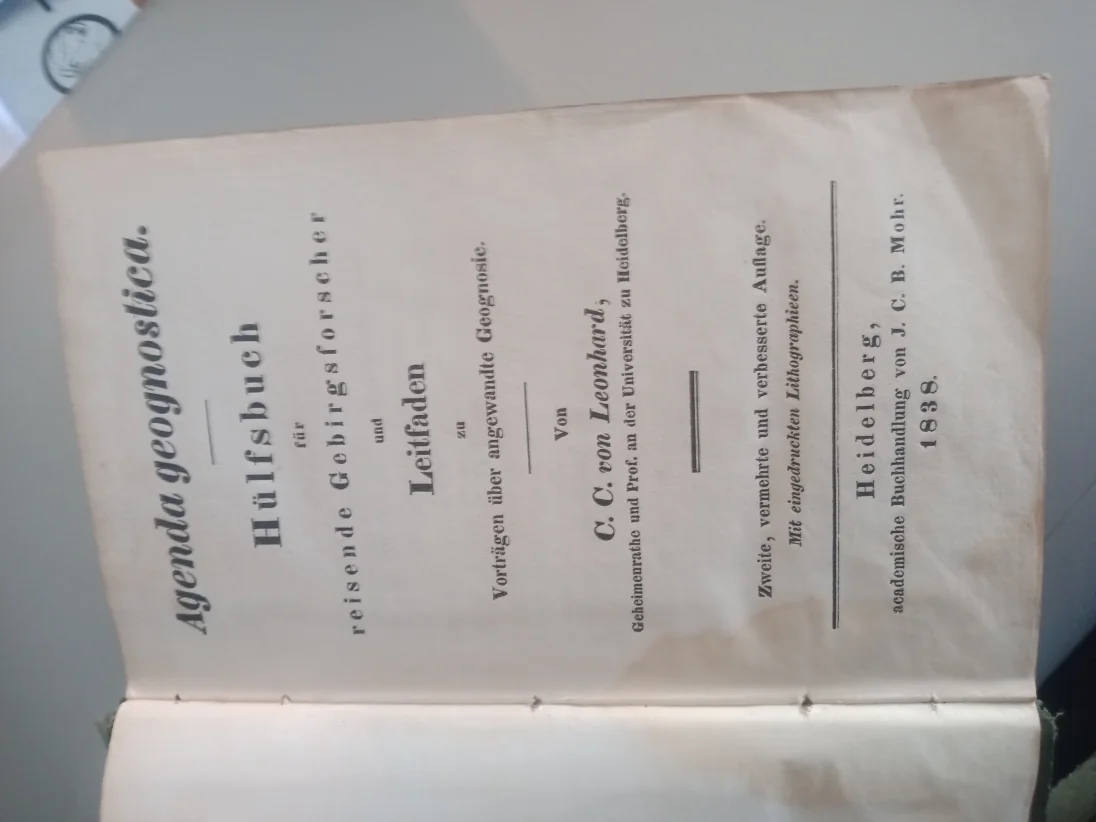 Agenda geognostica.
Hülfsbuch
für
reisende Gebirgsforscher
und
Leitfaden
zu
Vorträgen über angewandte Geognosie.
Von
C. C. von Leonhard,
Geheimenrathe und Prof. an der Universität zu Heidelberg.
Zweite, vermehrte und verbesserte Auflage.
Mit eingedruckten Lithographieen.
Heidelberg,
academische Buchhandlung von J. C. B. Mohr.
1838.